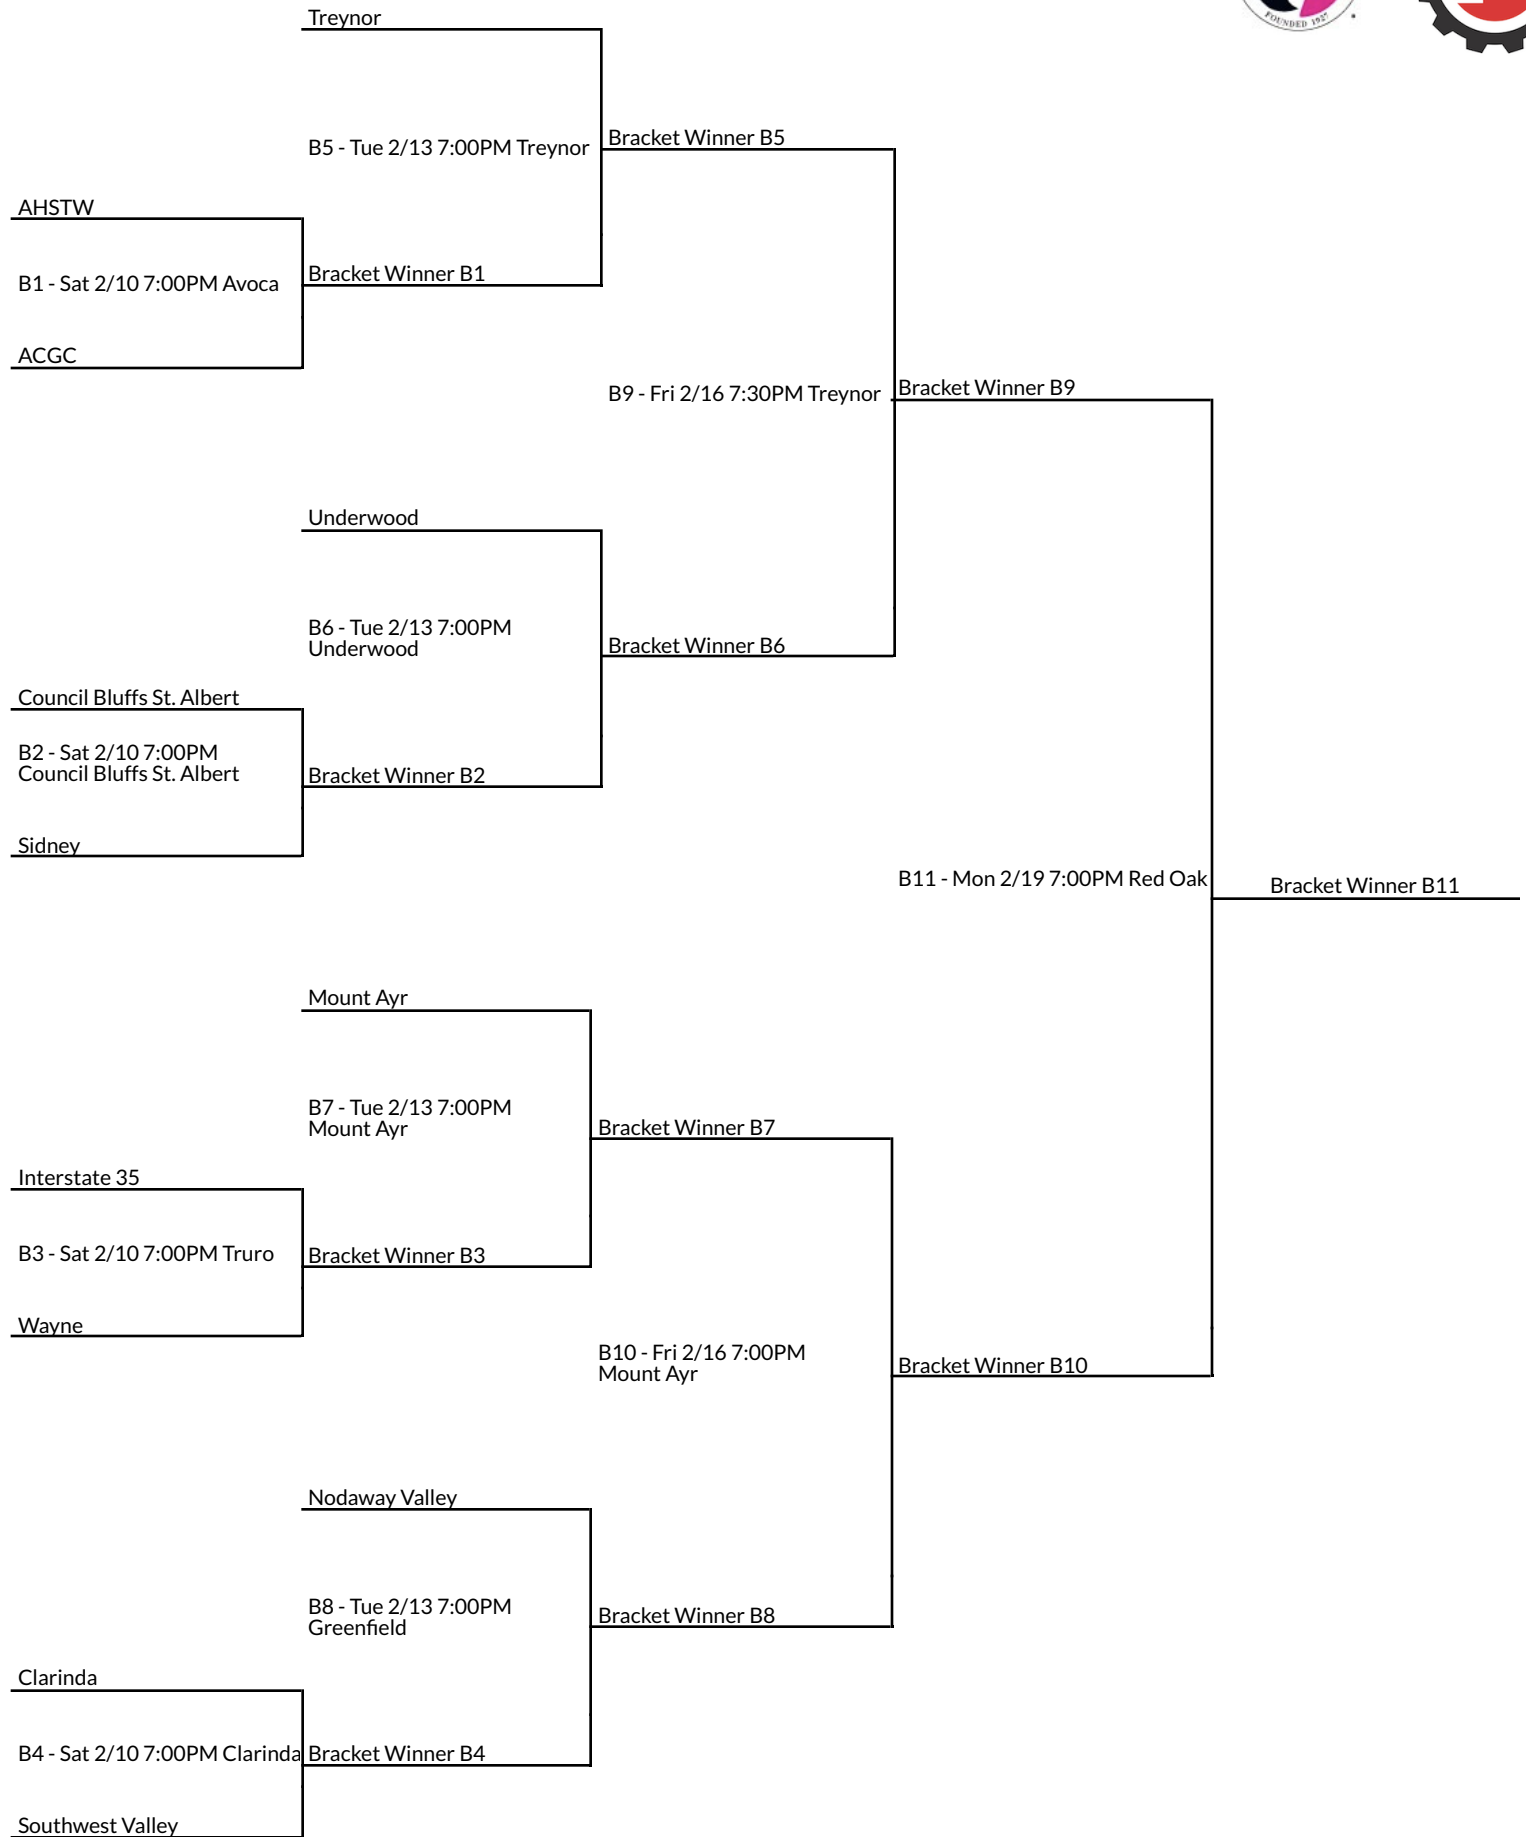 Treynor
FOUNDED 1927
B5 - Tue 2/13 7:00PM Treynor
Bracket Winner B5
AHSTW
B1 - Sat 2/10 7:00PM Avoca
Bracket Winner B1
ACGC
B9 - Fri 2/16 7:30PM Treynor
Bracket Winner B9
Underwood
B6 - Tue 2/13 7:00PM
Underwood
Bracket Winner B6
Council Bluffs St. Albert
B2 - Sat 2/10 7:00PM
Council Bluffs St. Albert
Bracket Winner B2
Sidney
B11 - Mon 2/19 7:00PM Red Oak
Bracket Winner B11
Mount Ayr
B7 - Tue 2/13 7:00PM
Mount Ayr
Bracket Winner B7
Interstate 35
B3 - Sat 2/10 7:00PM Truro
Bracket Winner B3
Wayne
B10 - Fri 2/16 7:00PM
Mount Ayr
Bracket Winner B10
Nodaway Valley
B8 - Tue 2/13 7:00PM
Greenfield
Bracket Winner B8
Clarinda
B4 - Sat 2/10 7:00PM Clarinda
Bracket Winner B4
Southwest Valley